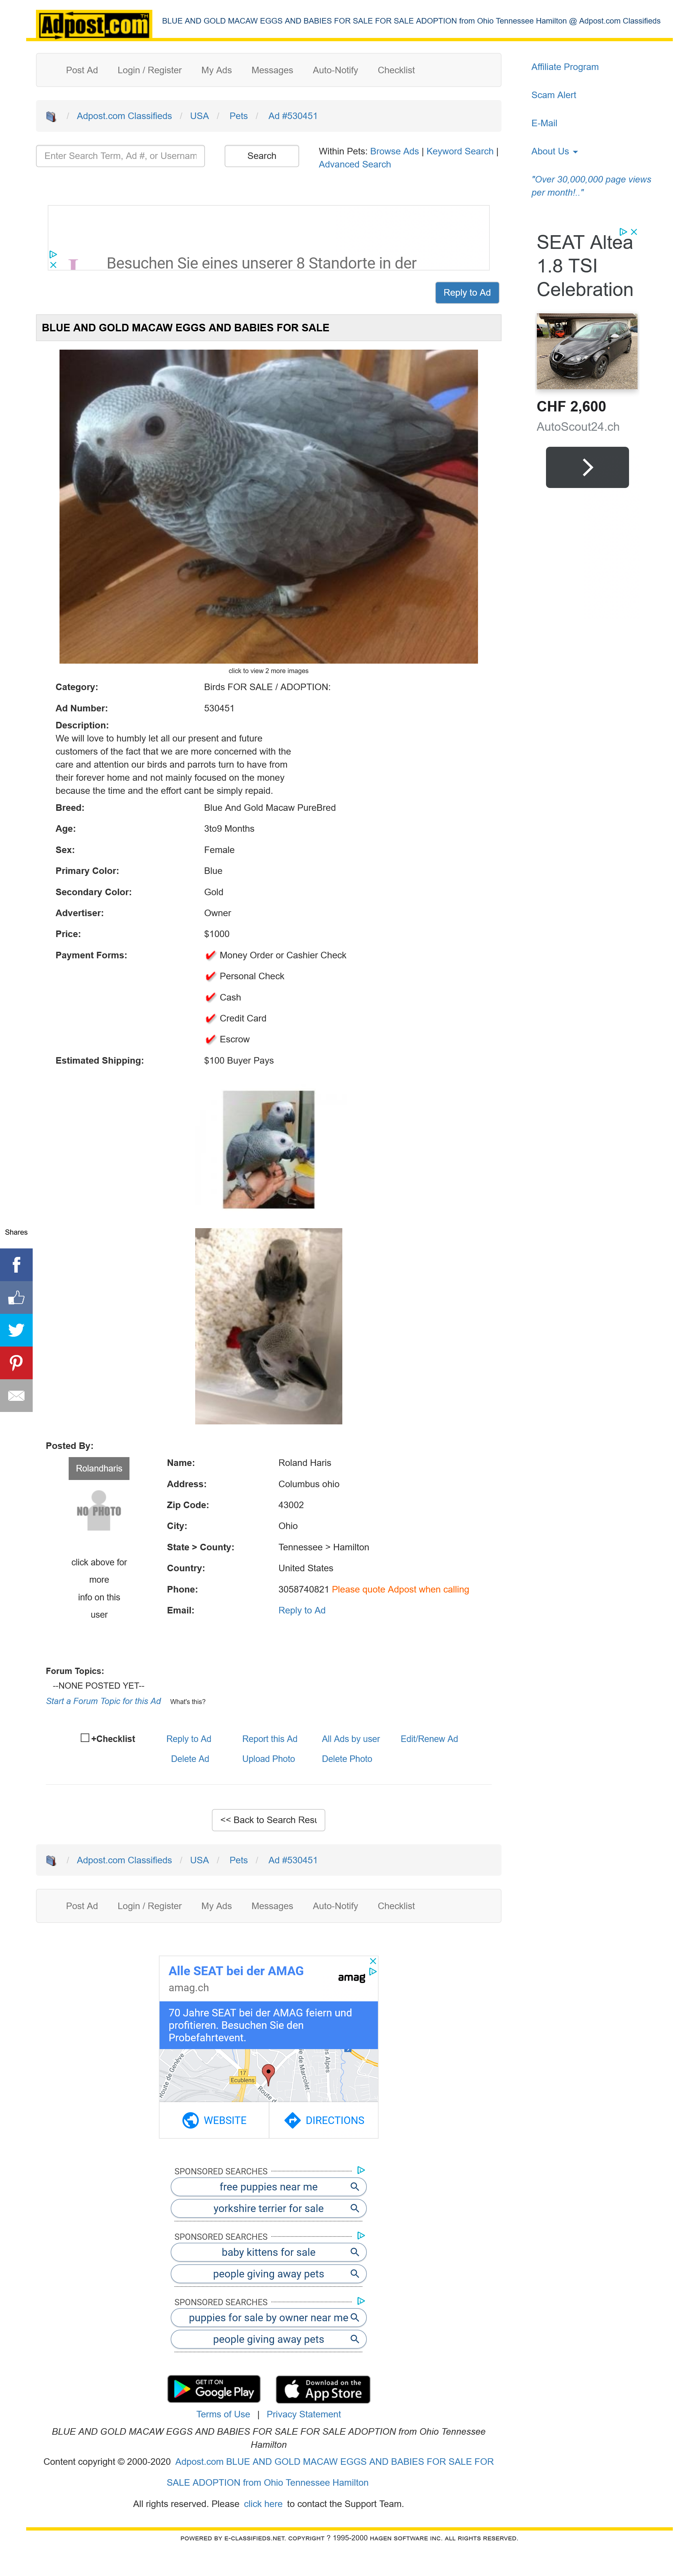 Adpost.com™
BLUE AND GOLD MACAW EGGS AND BABIES FOR SALE FOR SALE ADOPTION from Ohio Tennessee Hamilton @ Adpost.com Classifieds
Post Ad Login / Register My Ads Messages Auto-Notify Checklist
Affiliate Program
Scam Alert
E-Mail
About Us
"Over 30,000,000 page views
per month!.."
/ Adpost.com Classifieds / USA / Pets / Ad #530451
Enter Search Term, Ad #, or Usernam
Search
Within Pets: Browse Ads | Keyword Search |
Advanced Search
Besuchen Sie eines unserer 8 Standorte in der
Reply to Ad
SEAT Altea
1.8 TSI
Celebration
CHF 2,600
AutoScout24.ch
BLUE AND GOLD MACAW EGGS AND BABIES FOR SALE
click to view 2 more images
Category: Birds FOR SALE / ADOPTION:
Ad Number: 530451
Description:
We will love to humbly let all our present and future
customers of the fact that we are more concerned with the
care and attention our birds and parrots turn to have from
their forever home and not mainly focused on the money
because the time and the effort cant be simply repaid.
Breed: Blue And Gold Macaw PureBred
Age: 3to9 Months
Sex: Female
Primary Color: Blue
Secondary Color: Gold
Advertiser: Owner
Price: $1000
Payment Forms: Money Order or Cashier Check
Personal Check
Cash
Credit Card
Escrow
Estimated Shipping: $100 Buyer Pays
Shares
Posted By:
Rolandharis
NO PHOTO
click above for
more
info on this
user
Name: Roland Haris
Address: Columbus ohio
Zip Code: 43002
City: Ohio
State > County: Tennessee > Hamilton
Country: United States
Phone: 3058740821 Please quote Adpost when calling
Email: Reply to Ad
Forum Topics:
--NONE POSTED YET--
Start a Forum Topic for this Ad What's this?
+Checklist Reply to Ad Report this Ad All Ads by user Edit/Renew Ad
Delete Ad Upload Photo Delete Photo
<< Back to Search Resu
/ Adpost.com Classifieds / USA / Pets / Ad #530451
Post Ad Login / Register My Ads Messages Auto-Notify Checklist
Alle SEAT bei der AMAG
amag.ch
amag
70 Jahre SEAT bei der AMAG feiern und
profitieren. Besuchen Sie den
Probefahrtevent.
Route de Genève
17
Ecublens
WEBSITE DIRECTIONS
SPONSORED SEARCHES
free puppies near me
yorkshire terrier for sale
SPONSORED SEARCHES
baby kittens for sale
people giving away pets
SPONSORED SEARCHES
puppies for sale by owner near me
people giving away pets
GET IT ON
Google Play
Download on the
App Store
Terms of Use | Privacy Statement
BLUE AND GOLD MACAW EGGS AND BABIES FOR SALE FOR SALE ADOPTION from Ohio Tennessee
Hamilton
Content copyright © 2000-2020 Adpost.com BLUE AND GOLD MACAW EGGS AND BABIES FOR SALE FOR
SALE ADOPTION from Ohio Tennessee Hamilton
All rights reserved. Please click here to contact the Support Team.
POWERED BY E-CLASSIFIEDS.NET. COPYRIGHT ? 1995-2000 HAGEN SOFTWARE INC. ALL RIGHTS RESERVED.